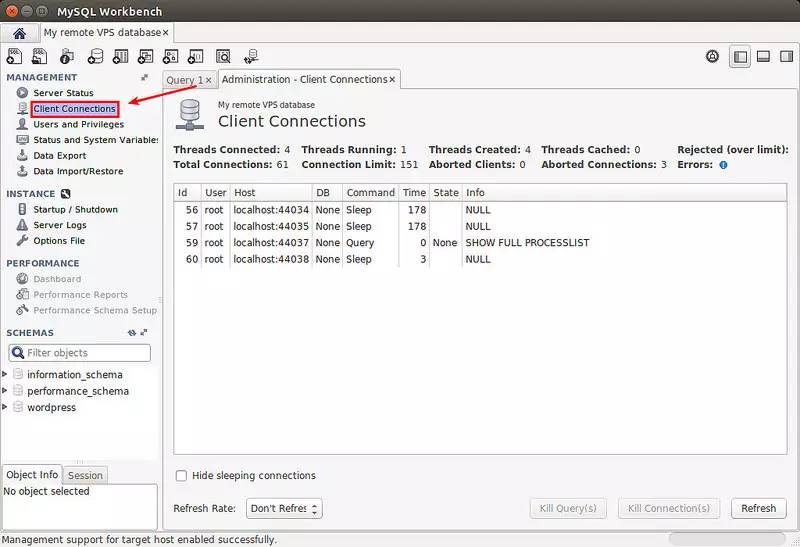 MySQL Workbench
My remote VPS database×
MANAGEMENT
Server Status
Client Connections
Users and Privileges
Status and System Variables
Data Export
Data Import/Restore
INSTANCE
Startup / Shutdown
Server Logs
Options File
PERFORMANCE
Dashboard
Performance Reports
Performance Schema Setup
SCHEMAS
Filter objects
information_schema
performance_schema
wordpress
Object Info Session
No object selected
Query 1× Administration - Client Connections×
My remote VPS database
Client Connections
Threads Connected: 4 Threads Running: 1 Threads Created: 4 Threads Cached: 0 Rejected (over limit):
Total Connections: 61 Connection Limit: 151 Aborted Clients: 0 Aborted Connections: 3 Errors:
Id User Host DB Command Time State Info
56 root localhost:44034 None Sleep 178 NULL
57 root localhost:44035 None Sleep 178 NULL
59 root localhost:44037 None Query 0 None SHOW FULL PROCESSLIST
60 root localhost:44038 None Sleep 3 NULL
Hide sleeping connections
Refresh Rate: Don't Refres Kill Query(s) Kill Connection(s) Refresh
Management support for target host enabled successfully.